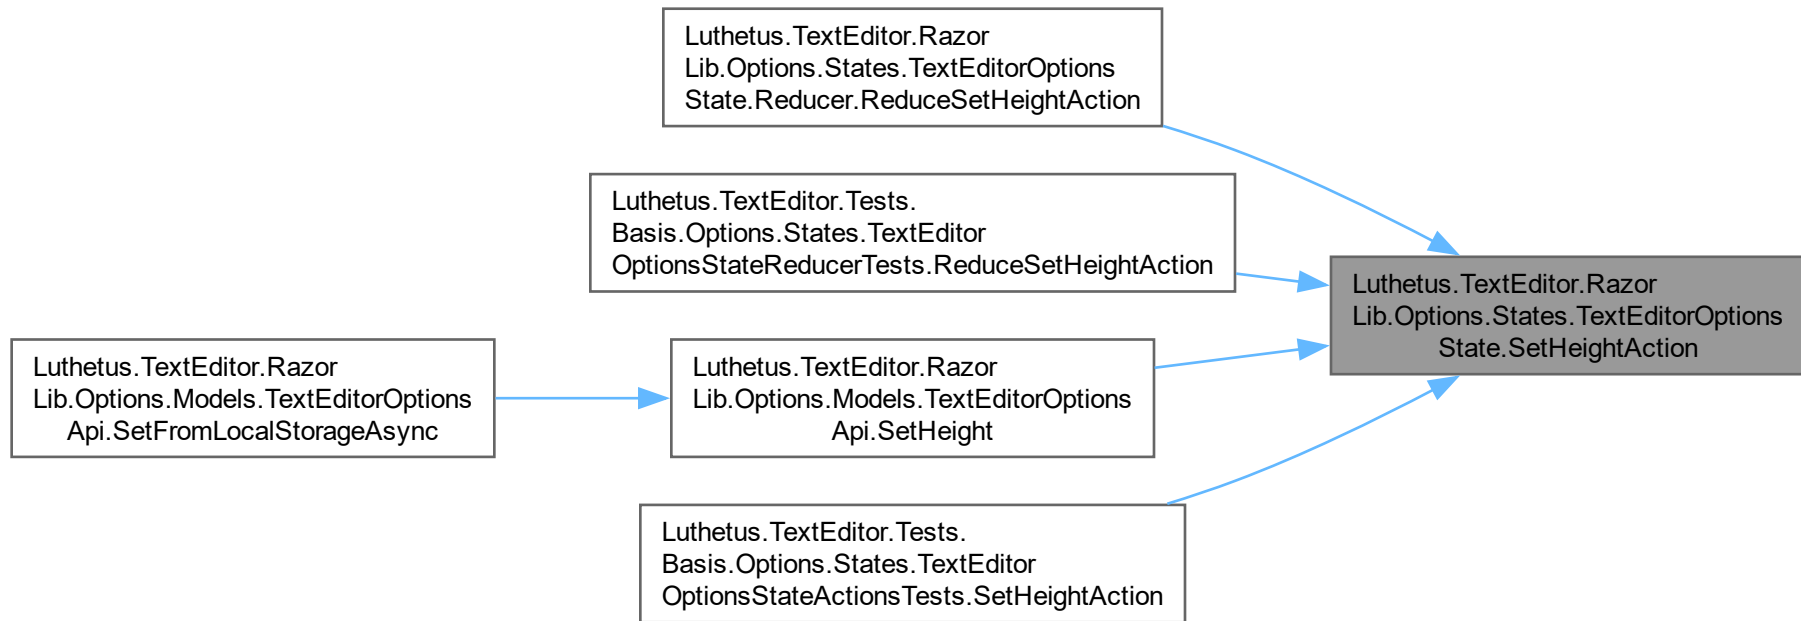 Luthetus.TextEditor.Razor
Lib.Options.States.TextEditorOptions
State.Reducer.ReduceSetHeightAction
Luthetus.TextEditor.Tests.
Basis.Options.States.TextEditor
OptionsStateReducerTests.ReduceSetHeightAction
Luthetus.TextEditor.Razor
Lib.Options.States.TextEditorOptions
State.SetHeightAction
Luthetus.TextEditor.Razor
Lib.Options.Models.TextEditorOptions
Api.SetFromLocalStorageAsync
Luthetus.TextEditor.Razor
Lib.Options.Models.TextEditorOptions
Api.SetHeight
Luthetus.TextEditor.Tests.
Basis.Options.States.TextEditor
OptionsStateActionsTests.SetHeightAction